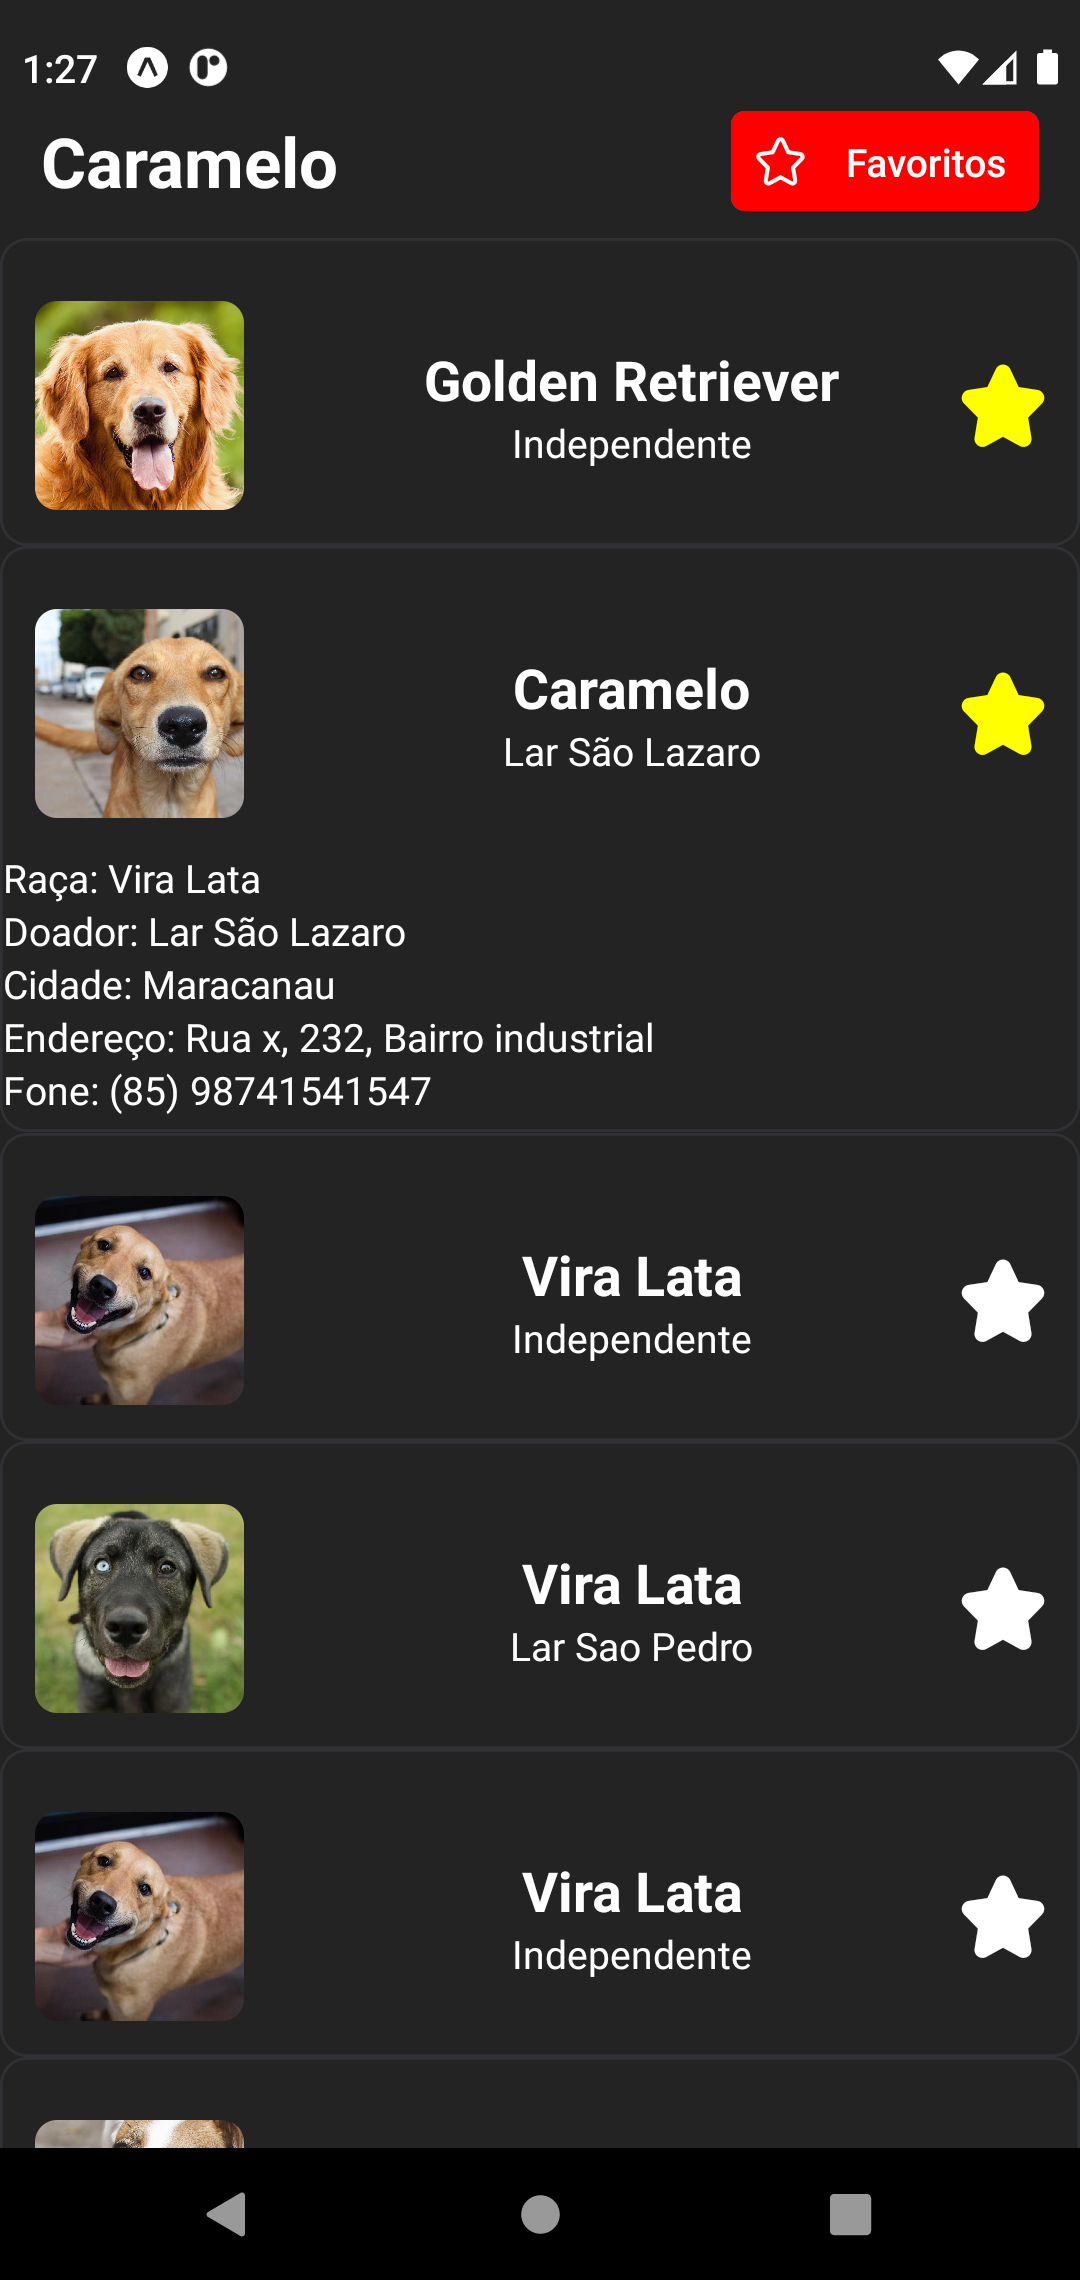 1:27
Caramelo
Favoritos
Golden Retriever
Independente
Caramelo
Lar São Lazaro
Raça: Vira Lata
Doador: Lar São Lazaro
Cidade: Maracanau
Endereço: Rua x, 232, Bairro industrial
Fone: (85) 98741541547
Vira Lata
Independente
Vira Lata
Lar Sao Pedro
Vira Lata
Independente